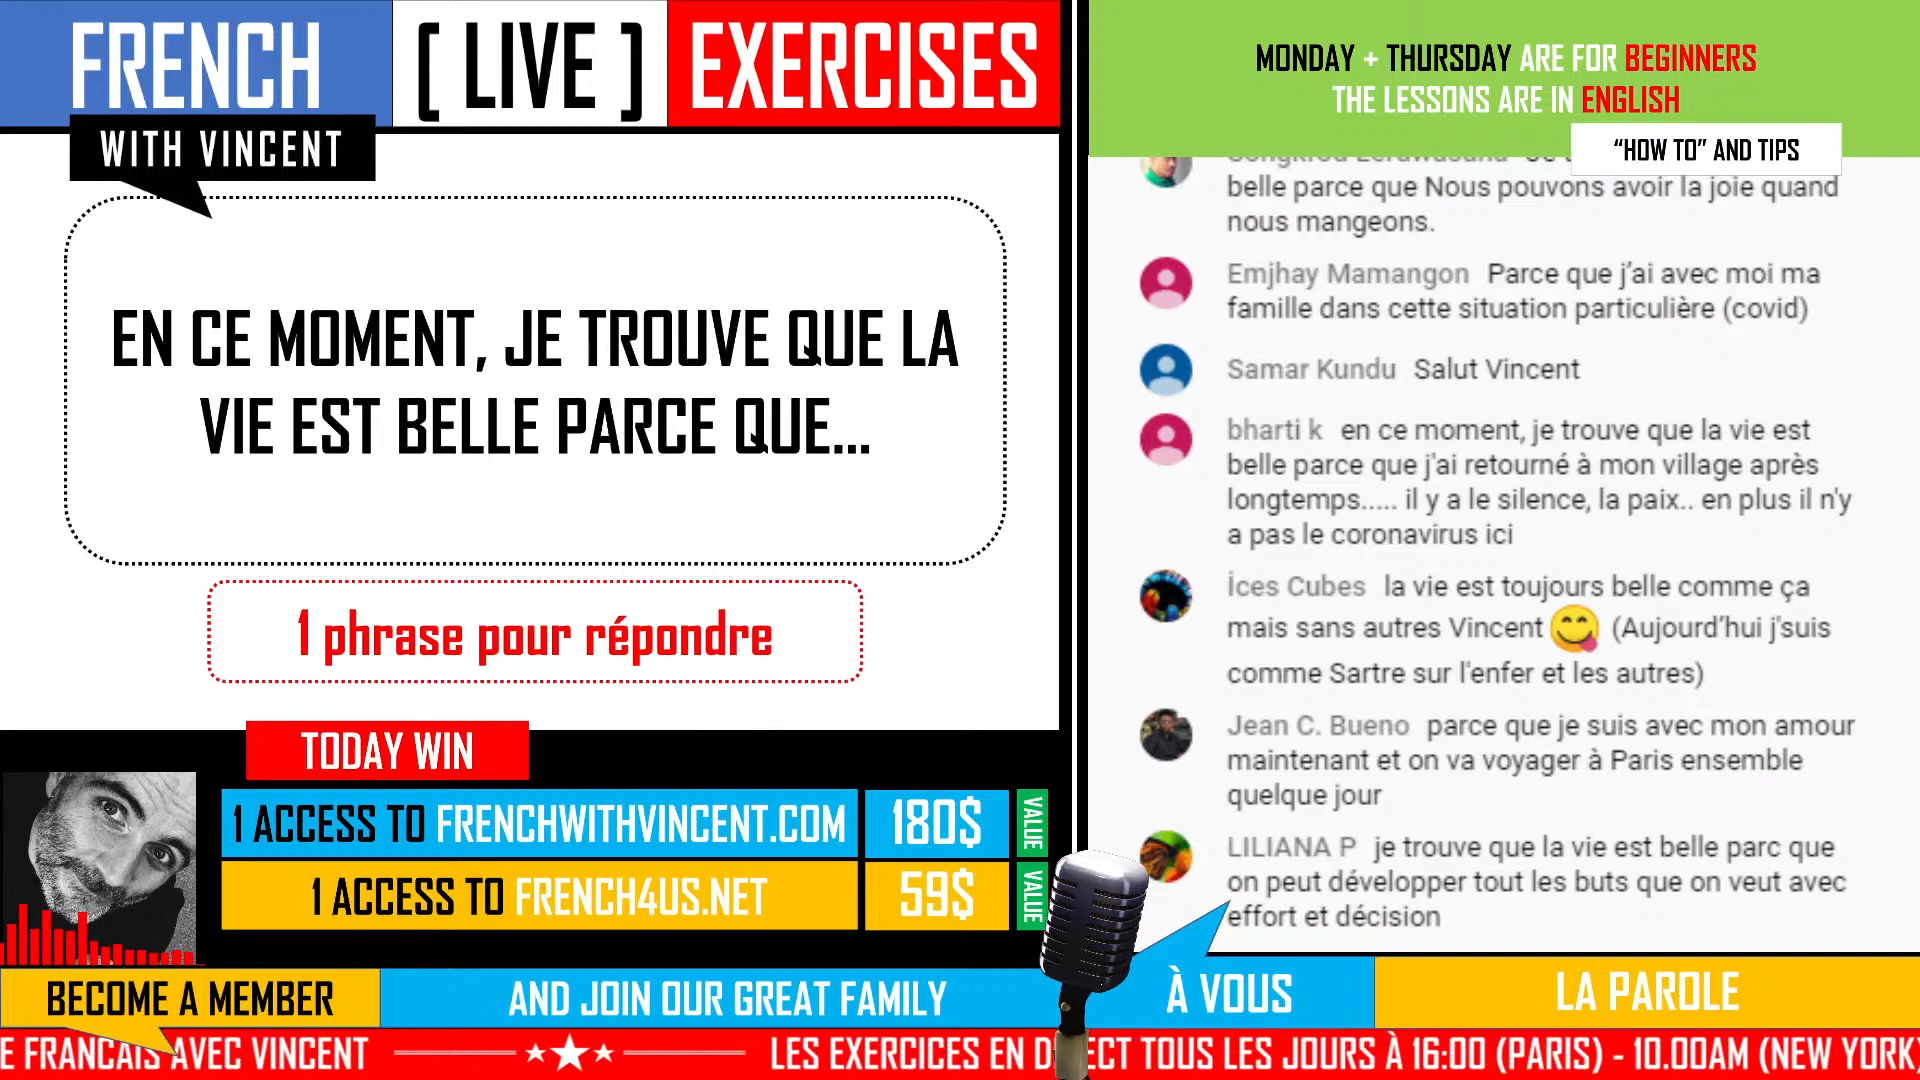 FRENCH [ LIVE ] EXERCISES
WITH VINCENT
EN CE MOMENT, JE TROUVE QUE LA
VIE EST BELLE PARCE QUE...
1 phrase pour répondre
TODAY WIN
1 ACCESS TO FRENCHWITHVINCENT.COM 180$ VALUE
1 ACCESS TO FRENCH4US.NET 59$ VALUE
BECOME A MEMBER AND JOIN OUR GREAT FAMILY
MONDAY + THURSDAY ARE FOR BEGINNERS
THE LESSONS ARE IN ENGLISH
“HOW TO” AND TIPS
belle parce que Nous pouvons avoir la joie quand
nous mangeons.
Emjhay Mamangon Parce que j’ai avec moi ma
famille dans cette situation particulière (covid)
Samar Kundu Salut Vincent
bharti k en ce moment, je trouve que la vie est
belle parce que j'ai retourné à mon village après
longtemps..... il y a le silence, la paix.. en plus il n'y
a pas le coronavirus ici
İces Cubes la vie est toujours belle comme ça
mais sans autres Vincent 😋 (Aujourd’hui j'suis
comme Sartre sur l'enfer et les autres)
Jean C. Bueno parce que je suis avec mon amour
maintenant et on va voyager à Paris ensemble
quelque jour
LILIANA P je trouve que la vie est belle parc que
on peut développer tout les buts que on veut avec
effort et décision
À VOUS LA PAROLE
E FRANCAIS AVEC VINCENT LES EXERCICES EN D ECT TOUS LES JOURS À 16:00 (PARIS) - 10.00AM (NEW YORK)